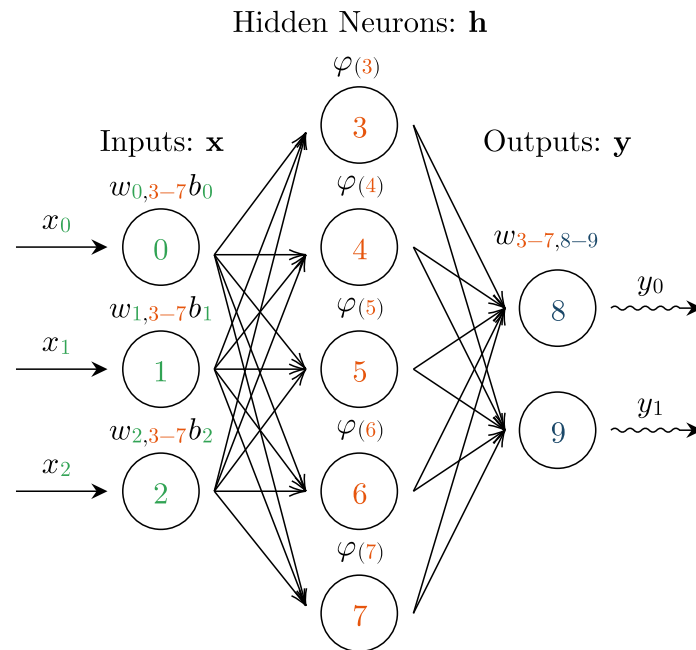 Hidden Neurons: h
φ(3)
3
Inputs: x
Outputs: y
w0,3−7b0
x0
0
φ(4)
4
w3−7,8−9
8
y0
w1,3−7b1
x1
1
φ(5)
5
9
y1
w2,3−7b2
x2
2
φ(6)
6
φ(7)
7